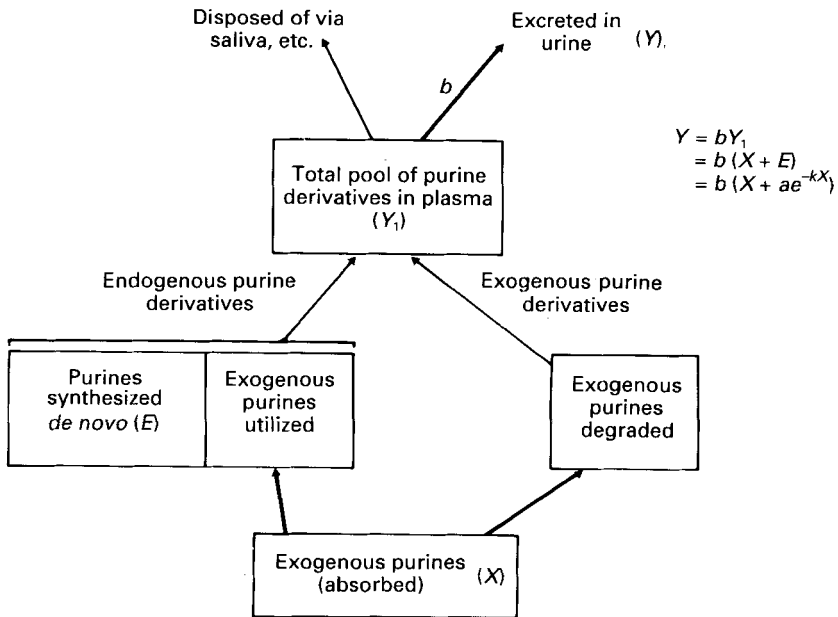 Disposed of via
saliva, etc.
Excreted in
urine (Y)
b
Y = bY₁
= b (X + E)
= b (X + ae⁻ᵏˣ)
Total pool of purine
derivatives in plasma
(Y₁)
Endogenous purine
derivatives
Exogenous purine
derivatives
Purines
synthesized
de novo (E)
Exogenous
purines
utilized
Exogenous
purines
degraded
Exogenous purines
(absorbed) (X)